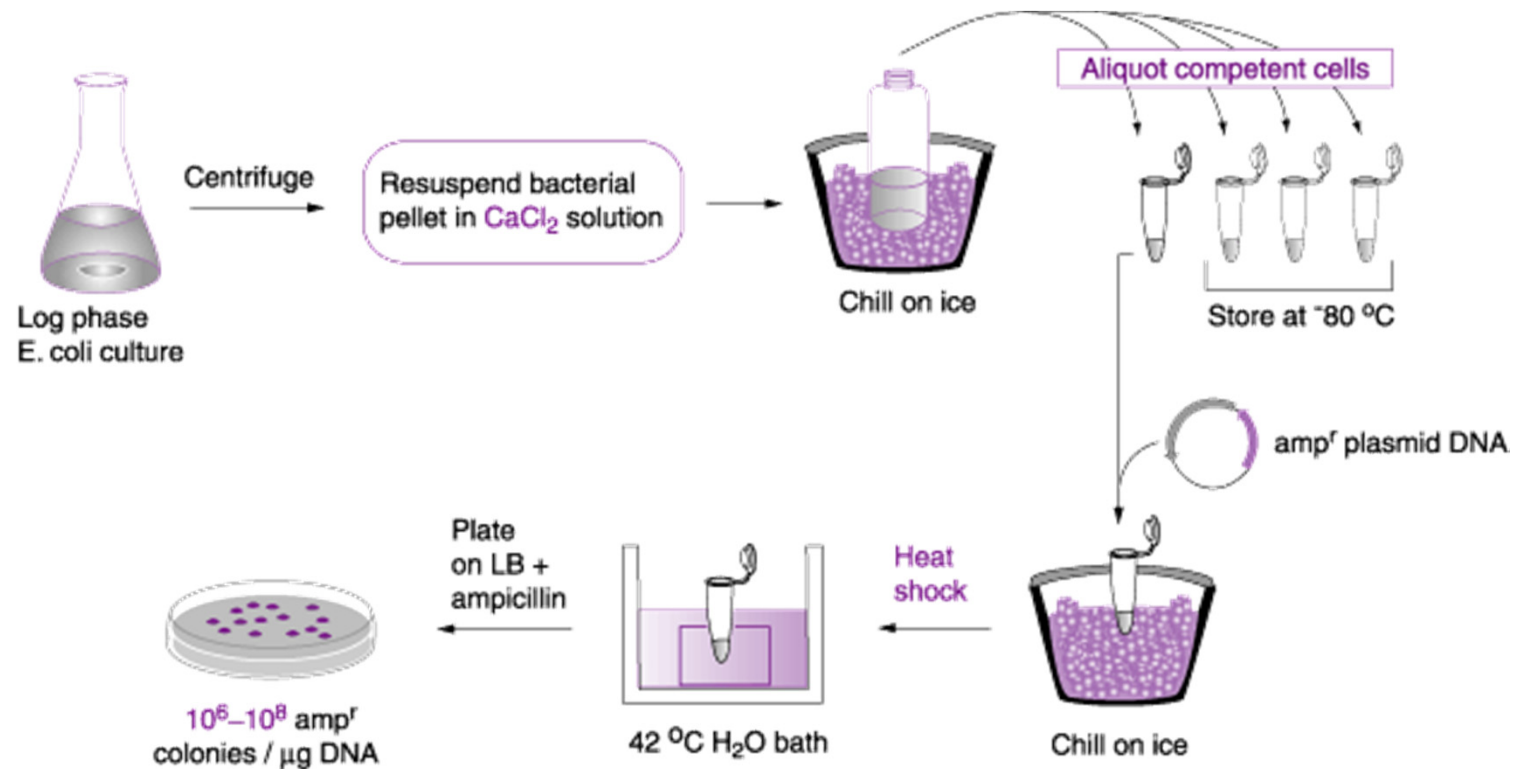 Aliquot competent cells
Centrifuge
Resuspend bacterial
pellet in CaCl₂ solution
Chill on ice
Log phase
E. coli culture
Store at ⁻80 ⁰C
ampʳ plasmid DNA
Heat
shock
Plate
on LB +
ampicillin
10⁶–10⁸ ampʳ
colonies / μg DNA
42 ⁰C H₂O bath
Chill on ice